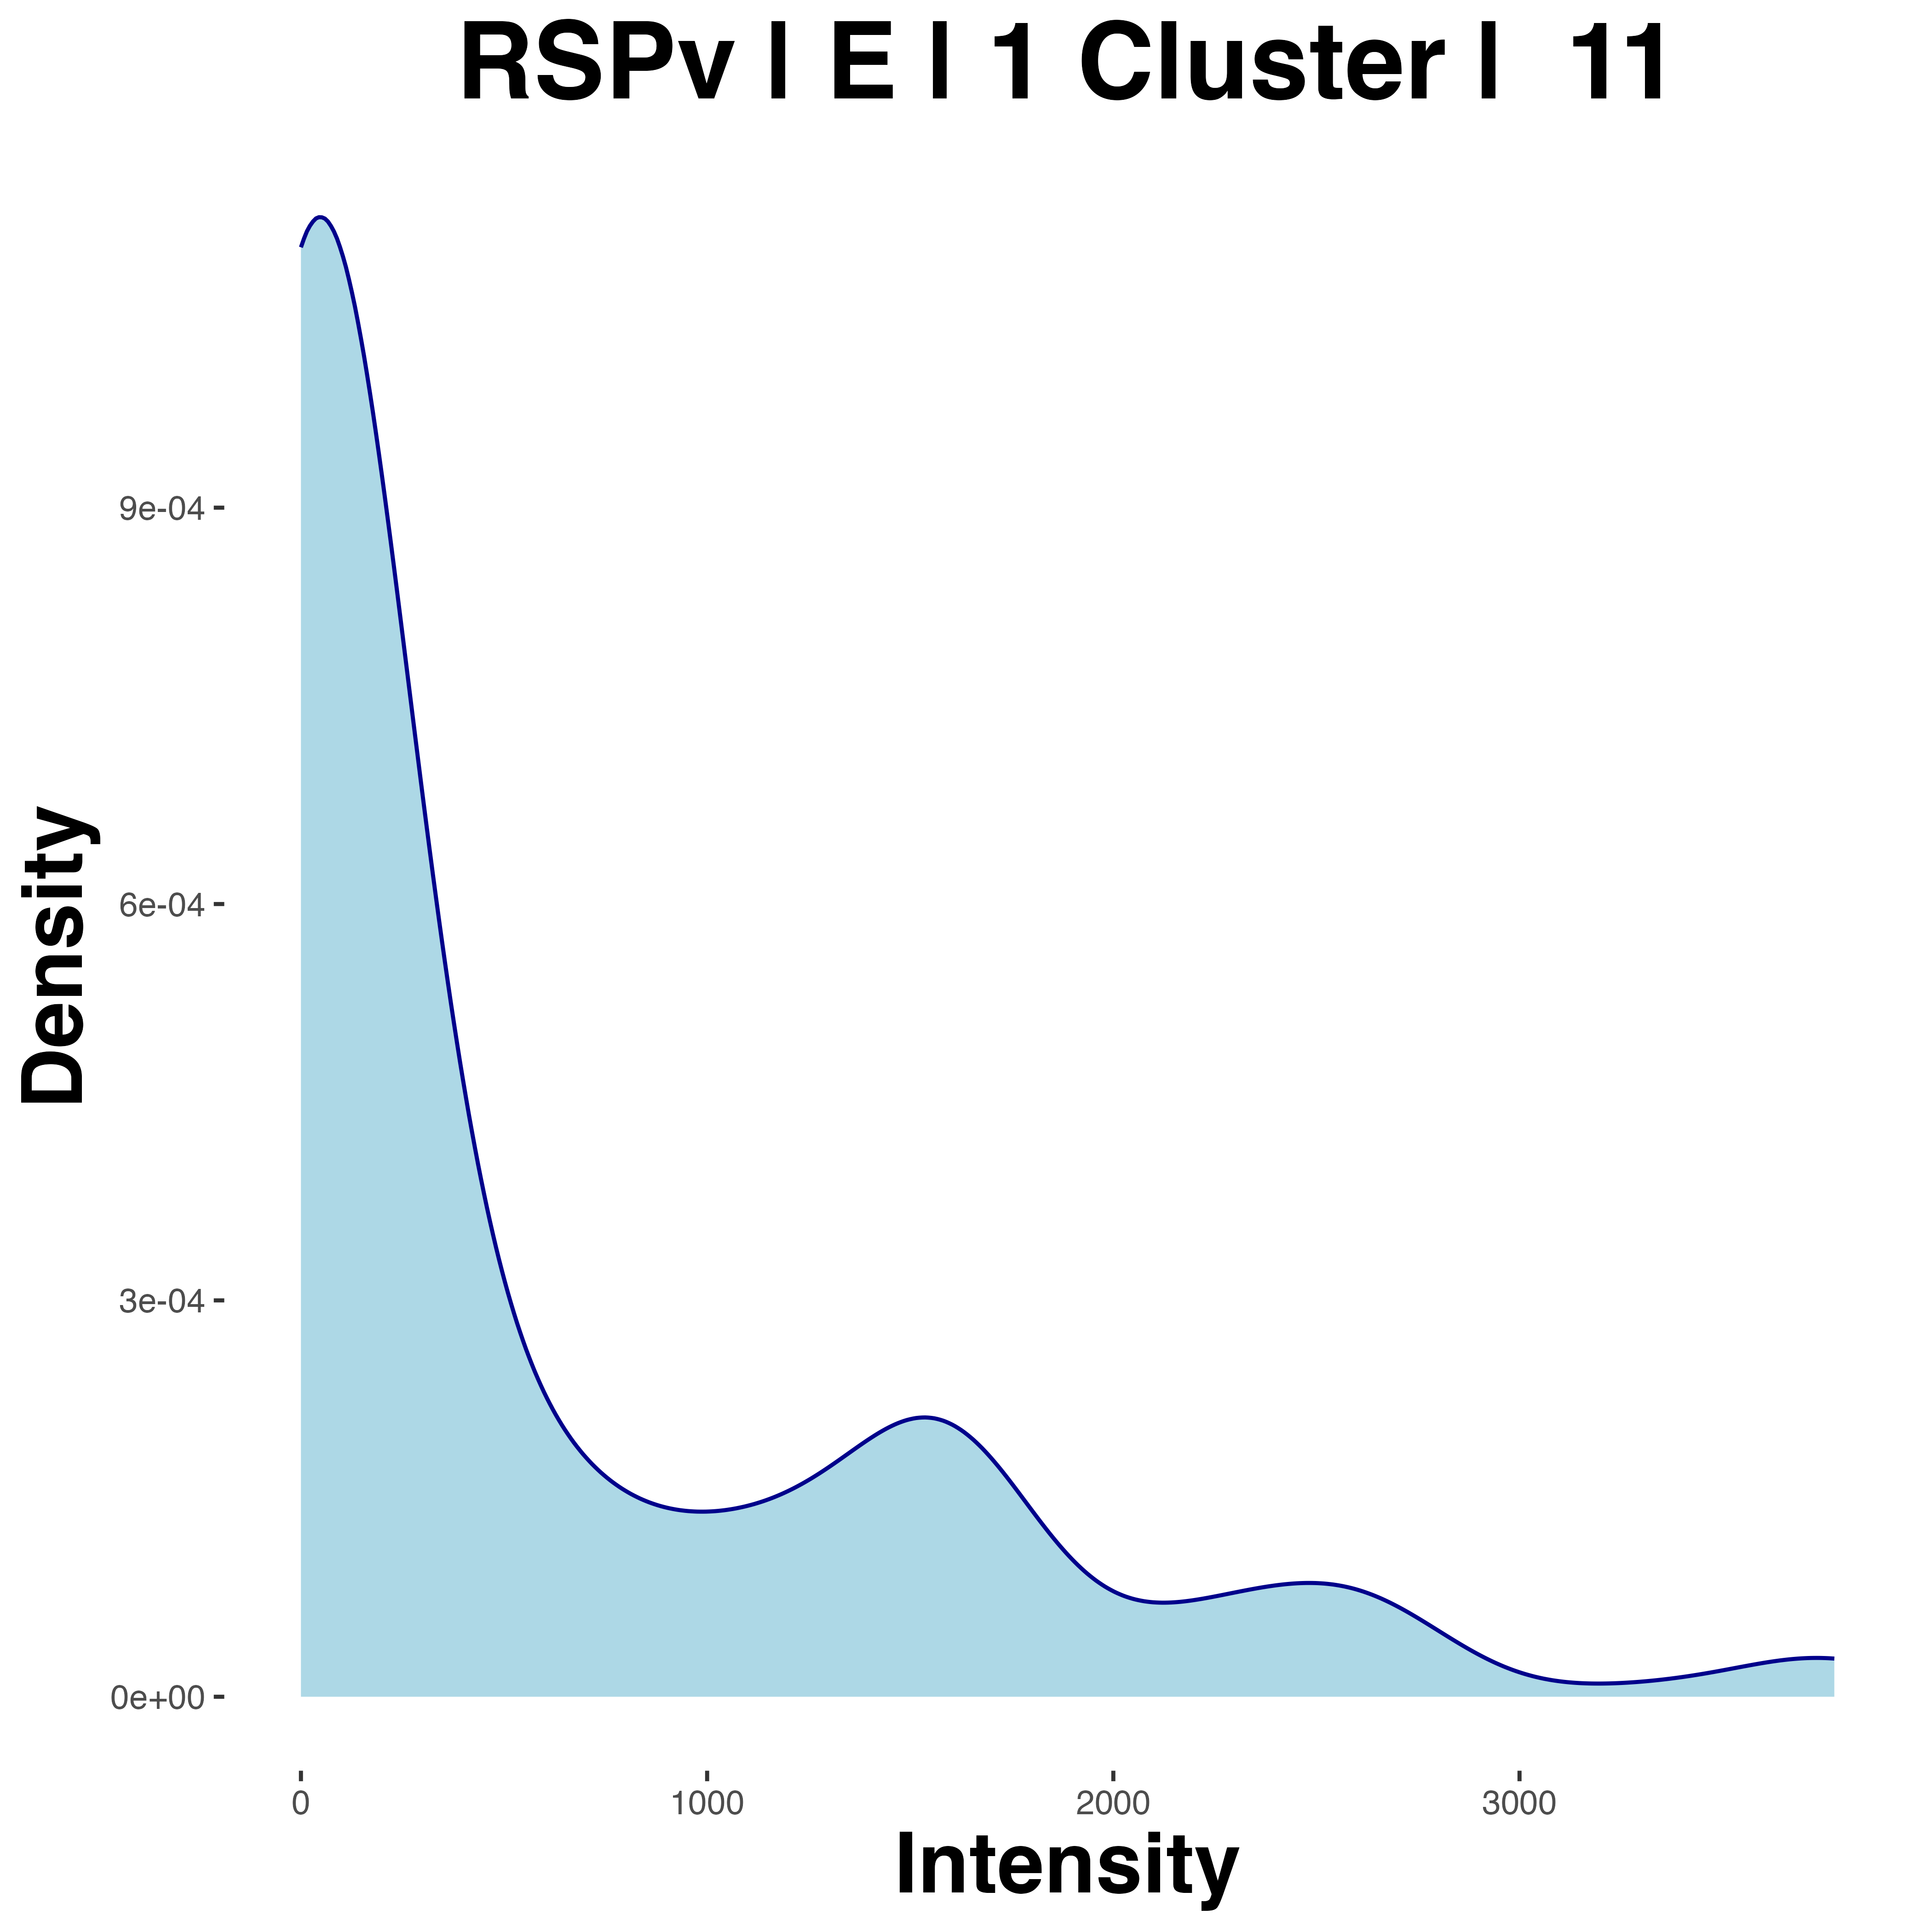 RSPv | E | 1 Cluster |  11
Density
9e-04
6e-04
3e-04
0e+00
0
1000
2000
3000
Intensity